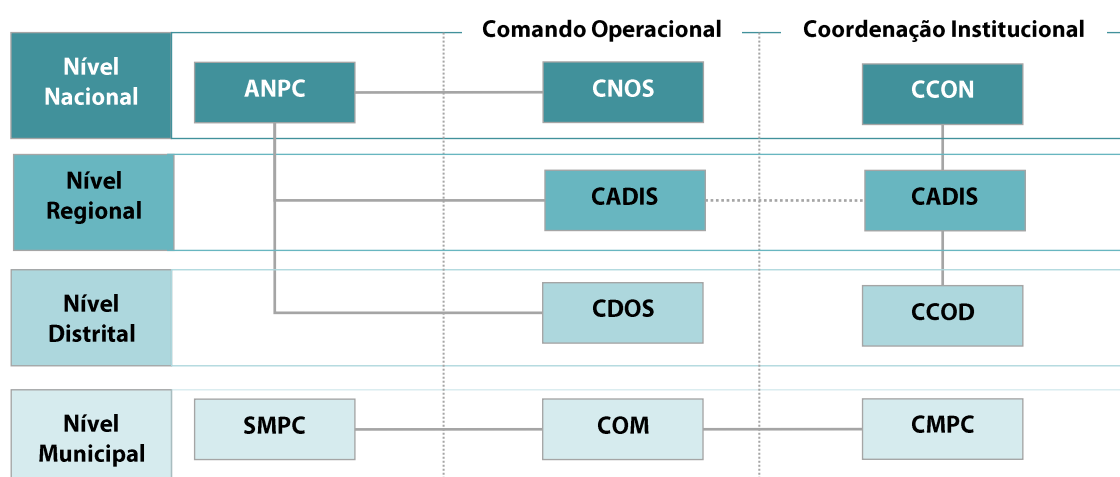 Comando Operacional
Coordenação Institucional
Nível
Nacional
ANPC
CNOS
CCON
Nível
Regional
CADIS
CADIS
Nível
Distrital
CDOS
CCOD
Nível
Municipal
SMPC
COM
CMPC